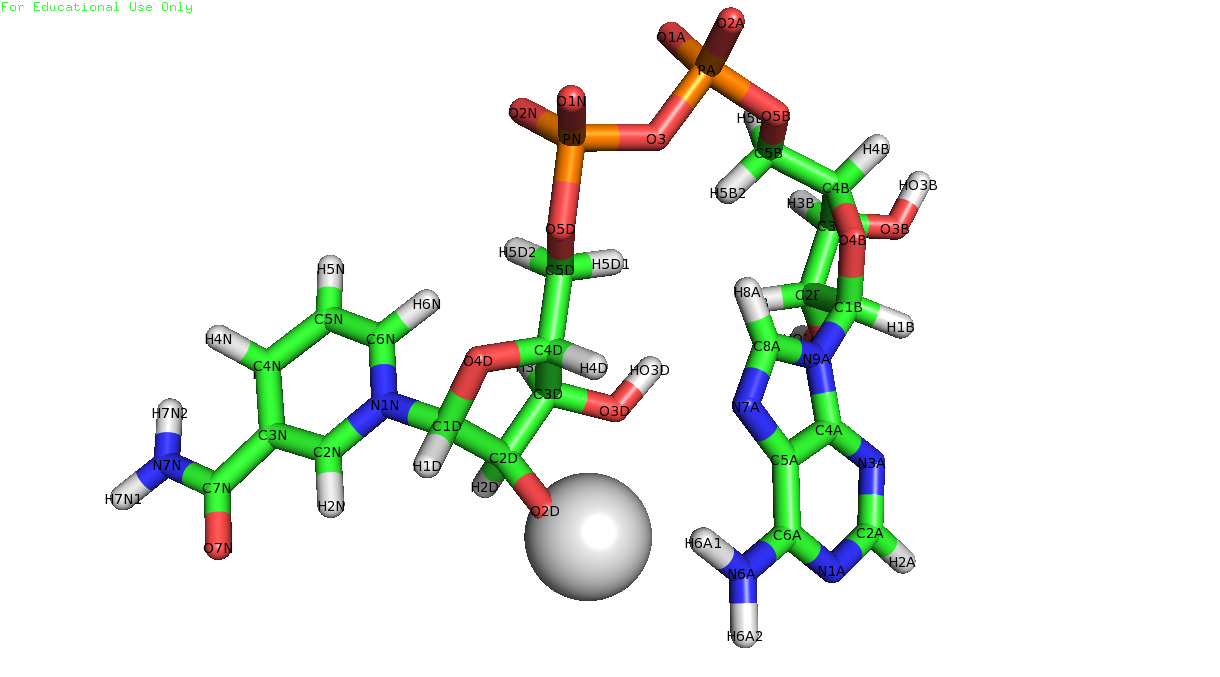 For Educational Use Only
O2A
O1A
PA
O1N
O2N
O5B
PN
O3
C5B
H4B
H5B2
C4B
HO3B
H3B
O3B
O5D
O4B
H5D2
H5D1
C5D
H5N
H8A
C2B
H6N
C1B
C5N
H1B
H4N
C6N
C8A
C4D
O4D
N9A
C4N
H4D
HO3D
C3D
N1N
N7A
O3D
H7N2
C1D
C4A
C3N
C2N
C2D
C5A
N3A
N7N
H1D
C7N
H2D
H7N1
H2N
O2D
C6A
C2A
H6A1
O7N
H2A
N6A
N1A
H6A2